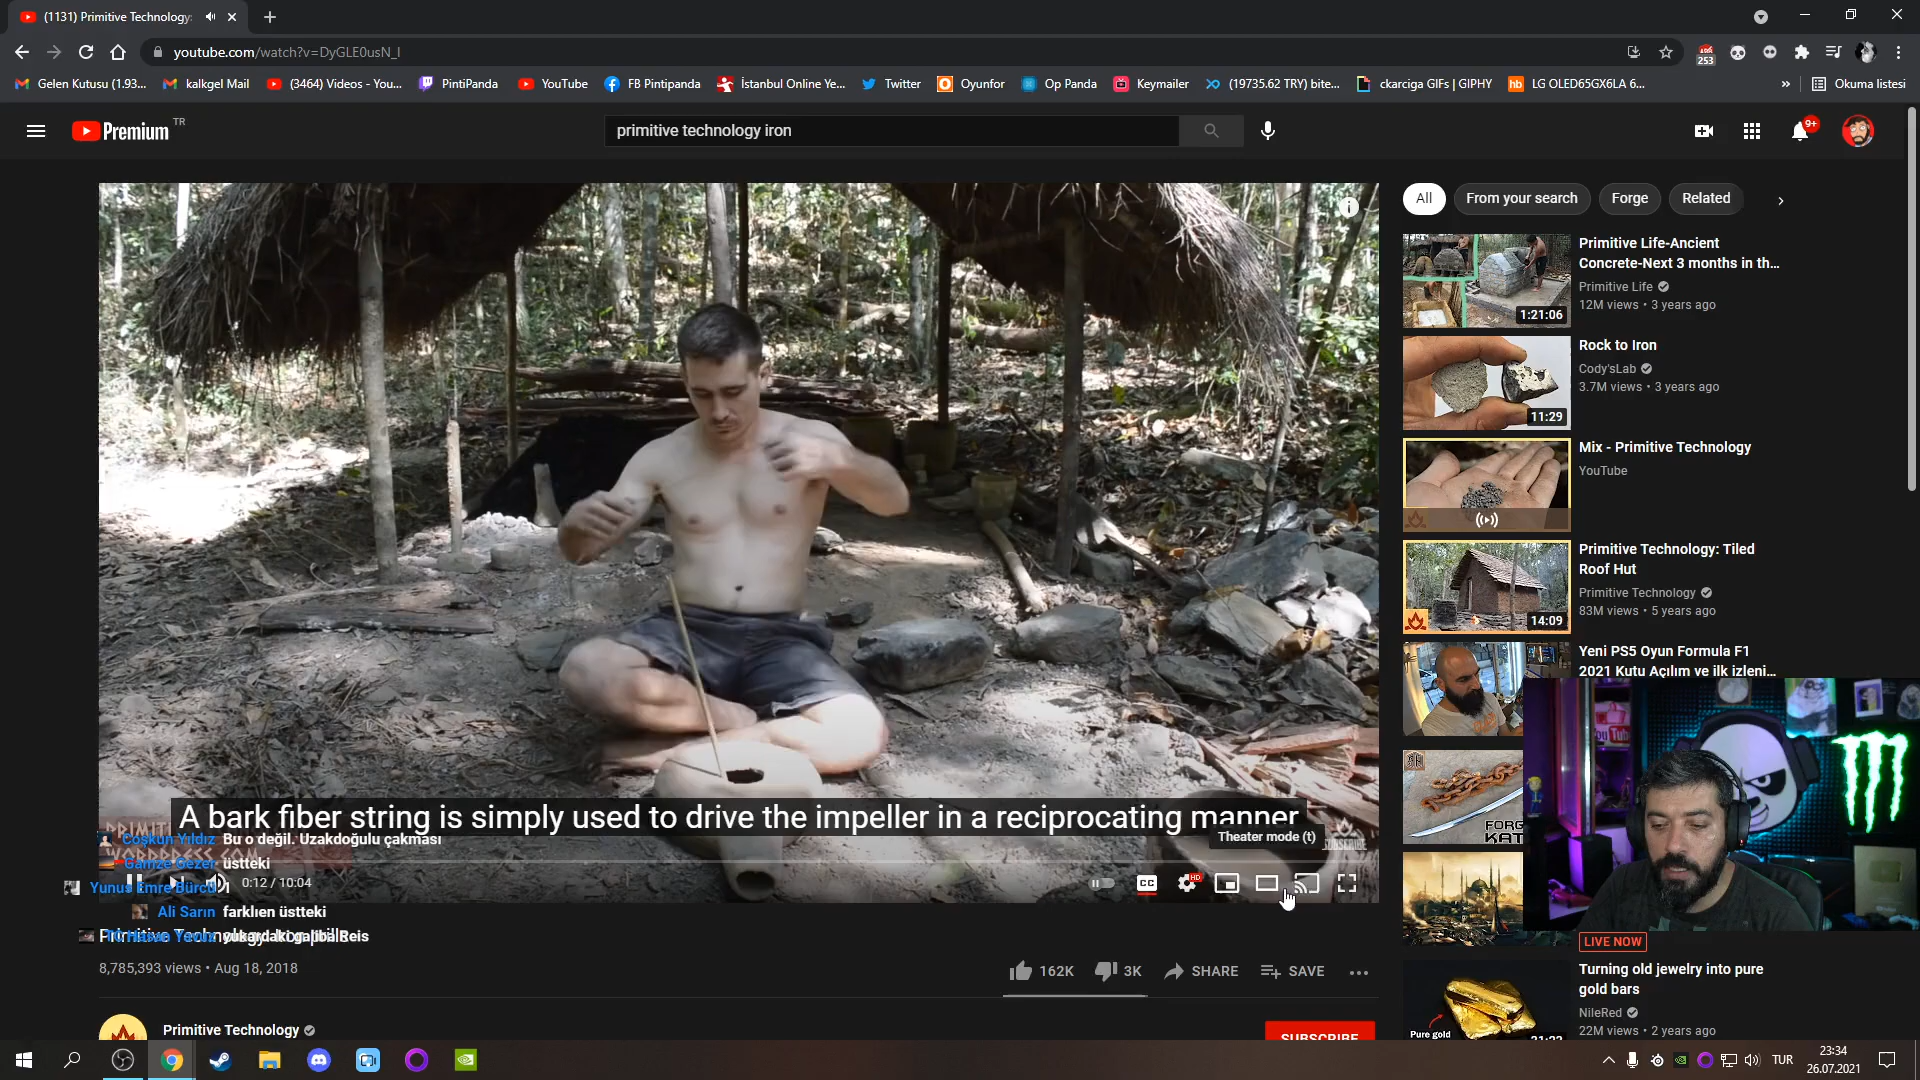 (1131) Primitive Technology:
youtube.com/watch?v=DyGLE0usN_I
253
Gelen Kutusu (1.93...
kalkgel Mail
(3464) Videos - You...
PintiPanda
YouTube
FB Pintipanda
İstanbul Online Ye...
Twitter
Oyunfor
Op Panda
Keymailer
(19735.62 TRY) bite...
ckarciga GIFs | GIPHY
hb
LG OLED65GX6LA 6...
»
Okuma listesi
Premium TR
primitive technology iron
9+
All
From your search
Forge
Related
Primitive Life-Ancient
Concrete-Next 3 months in th...
Primitive Life
12M views • 3 years ago
1:21:06
Rock to Iron
Cody'sLab
3.7M views • 3 years ago
11:29
Mix - Primitive Technology
YouTube
Primitive Technology: Tiled
Roof Hut
Primitive Technology
83M views • 5 years ago
14:09
Yeni PS5 Oyun Formula F1
2021 Kutu Açılım ve ilk izleni...
A bark fiber string is simply used to drive the impeller in a reciprocating manner
Theater mode (t)
SUBSCRIBE
Coşkun Yıldız Bu o değil. Uzakdoğulu çakması
Gamze Gezer üstteki
Yunus Emre Bürcü
0:12 / 10:04
CC
HD
Ali Sarın farklıen üstteki
yukardaki galiba Reis
8,785,393 views • Aug 18, 2018
162K
3K
SHARE
SAVE
Primitive Technology
SUBSCRIBE
LIVE NOW
Turning old jewelry into pure
gold bars
NileRed
22M views • 2 years ago
Pure gold
TUR
23:34
26.07.2021